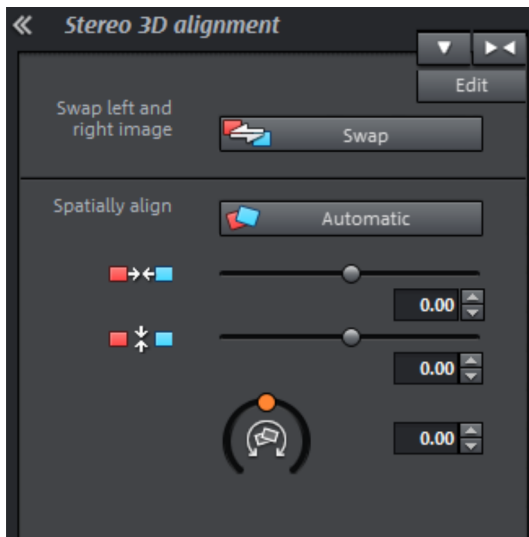 Stereo 3D alignment
Edit
Swap left and
right image
Swap
Spatially align
Automatic
0.00
0.00
0.00